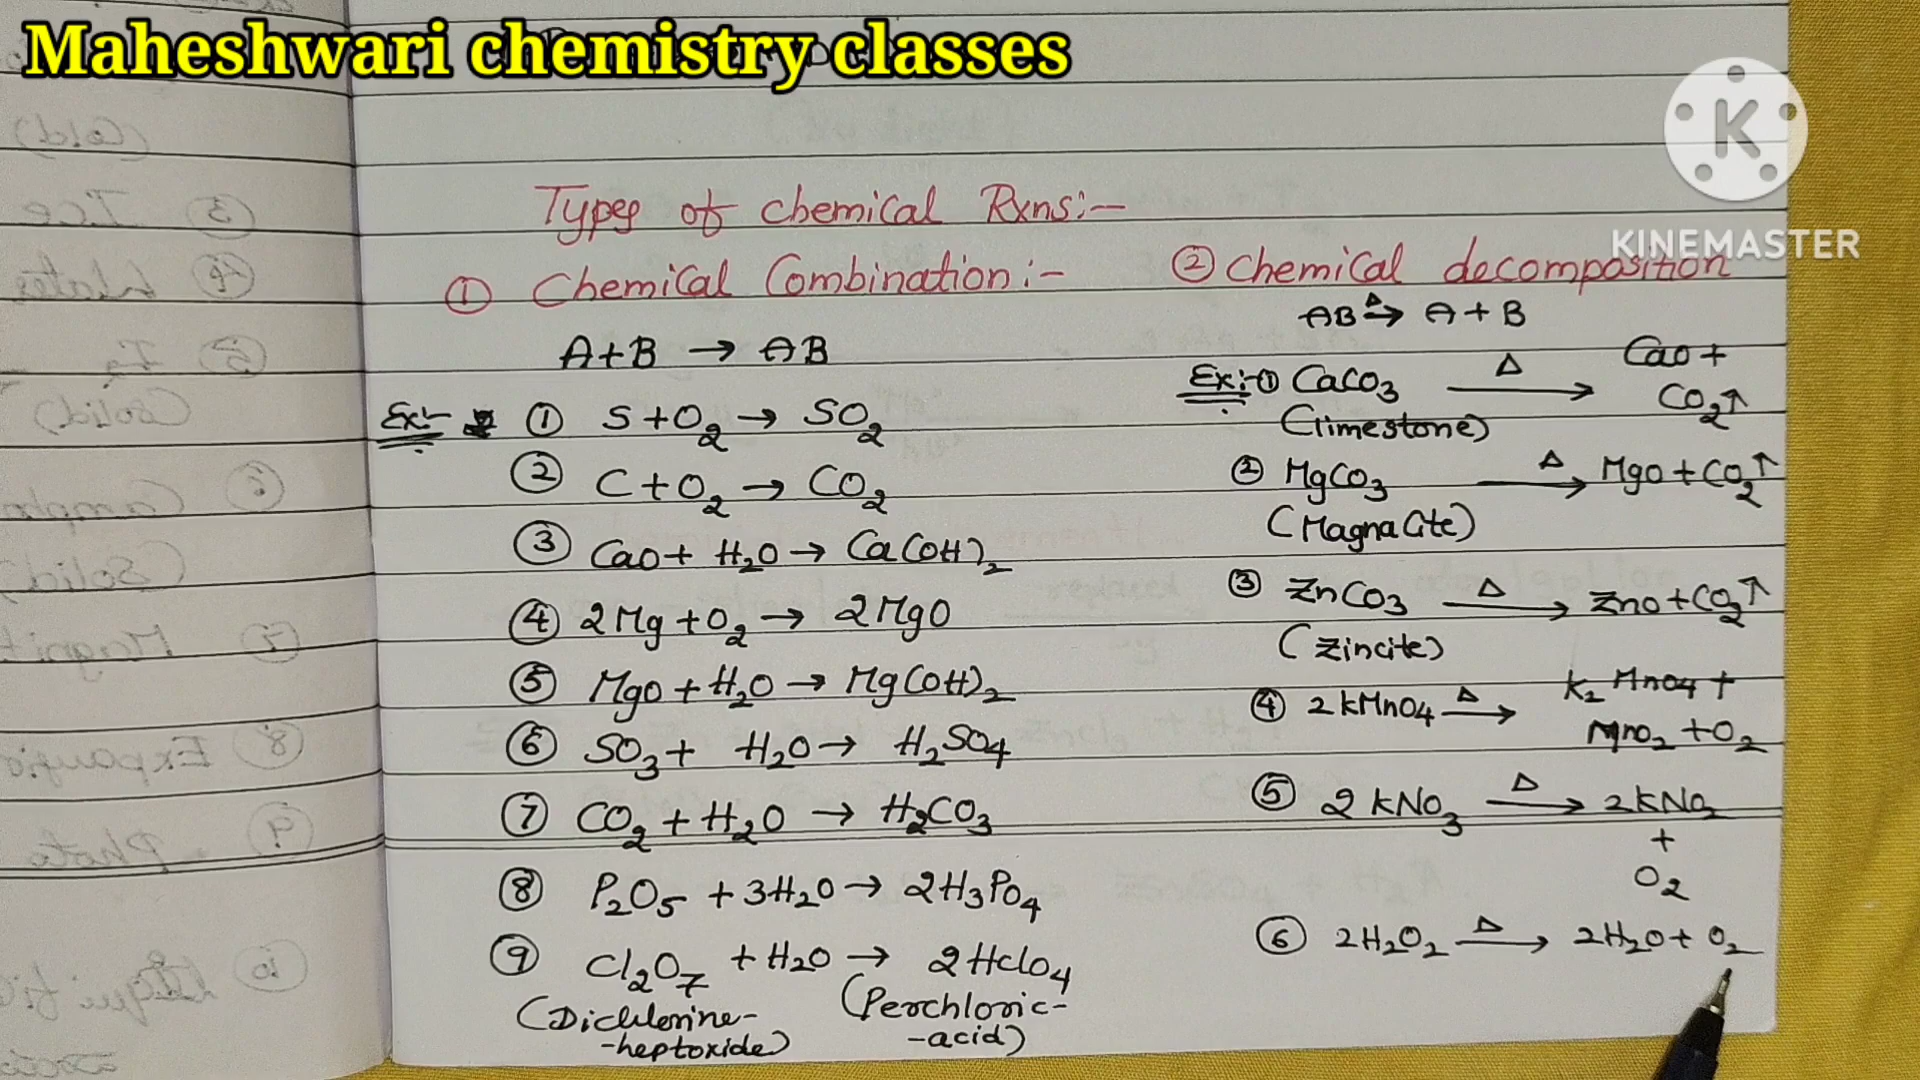 Maheshwari chemistry classes
K
KINEMASTER
Types of chemical Rxns:-
① Chemical Combination:-
A+B → AB
Ex:- ① S+O₂ → SO₂
② C+O₂ → CO₂
③ CaO+ H₂O → Ca(OH)₂
④ 2Mg+O₂ → 2MgO
⑤ MgO+H₂O → Mg(OH)₂
⑥ SO₃+ H₂O → H₂SO₄
⑦ CO₂+H₂O → H₂CO₃
⑧ P₂O₅ +3H₂O → 2H₃PO₄
⑨ Cl₂O₇ +H₂O → 2HClO₄
(Dichlorine-
-heptoxide)
(Perchloric-
-acid)
② Chemical decomposition
AB △→ A+B
Ex:-① CaCO₃ △→ CaO+
CO₂↑
(limestone)
② MgCO₃ △→ MgO+CO₂↑
(Magnacite)
③ ZnCO₃ △→ ZnO+CO₂↑
(Zincite)
④ 2KMnO₄ △→ K₂MnO₄ +
MnO₂ +O₂
⑤ 2KNO₃ △→ 2KNO₂
+
O₂
⑥ 2H₂O₂ △→ 2H₂O+ O₂